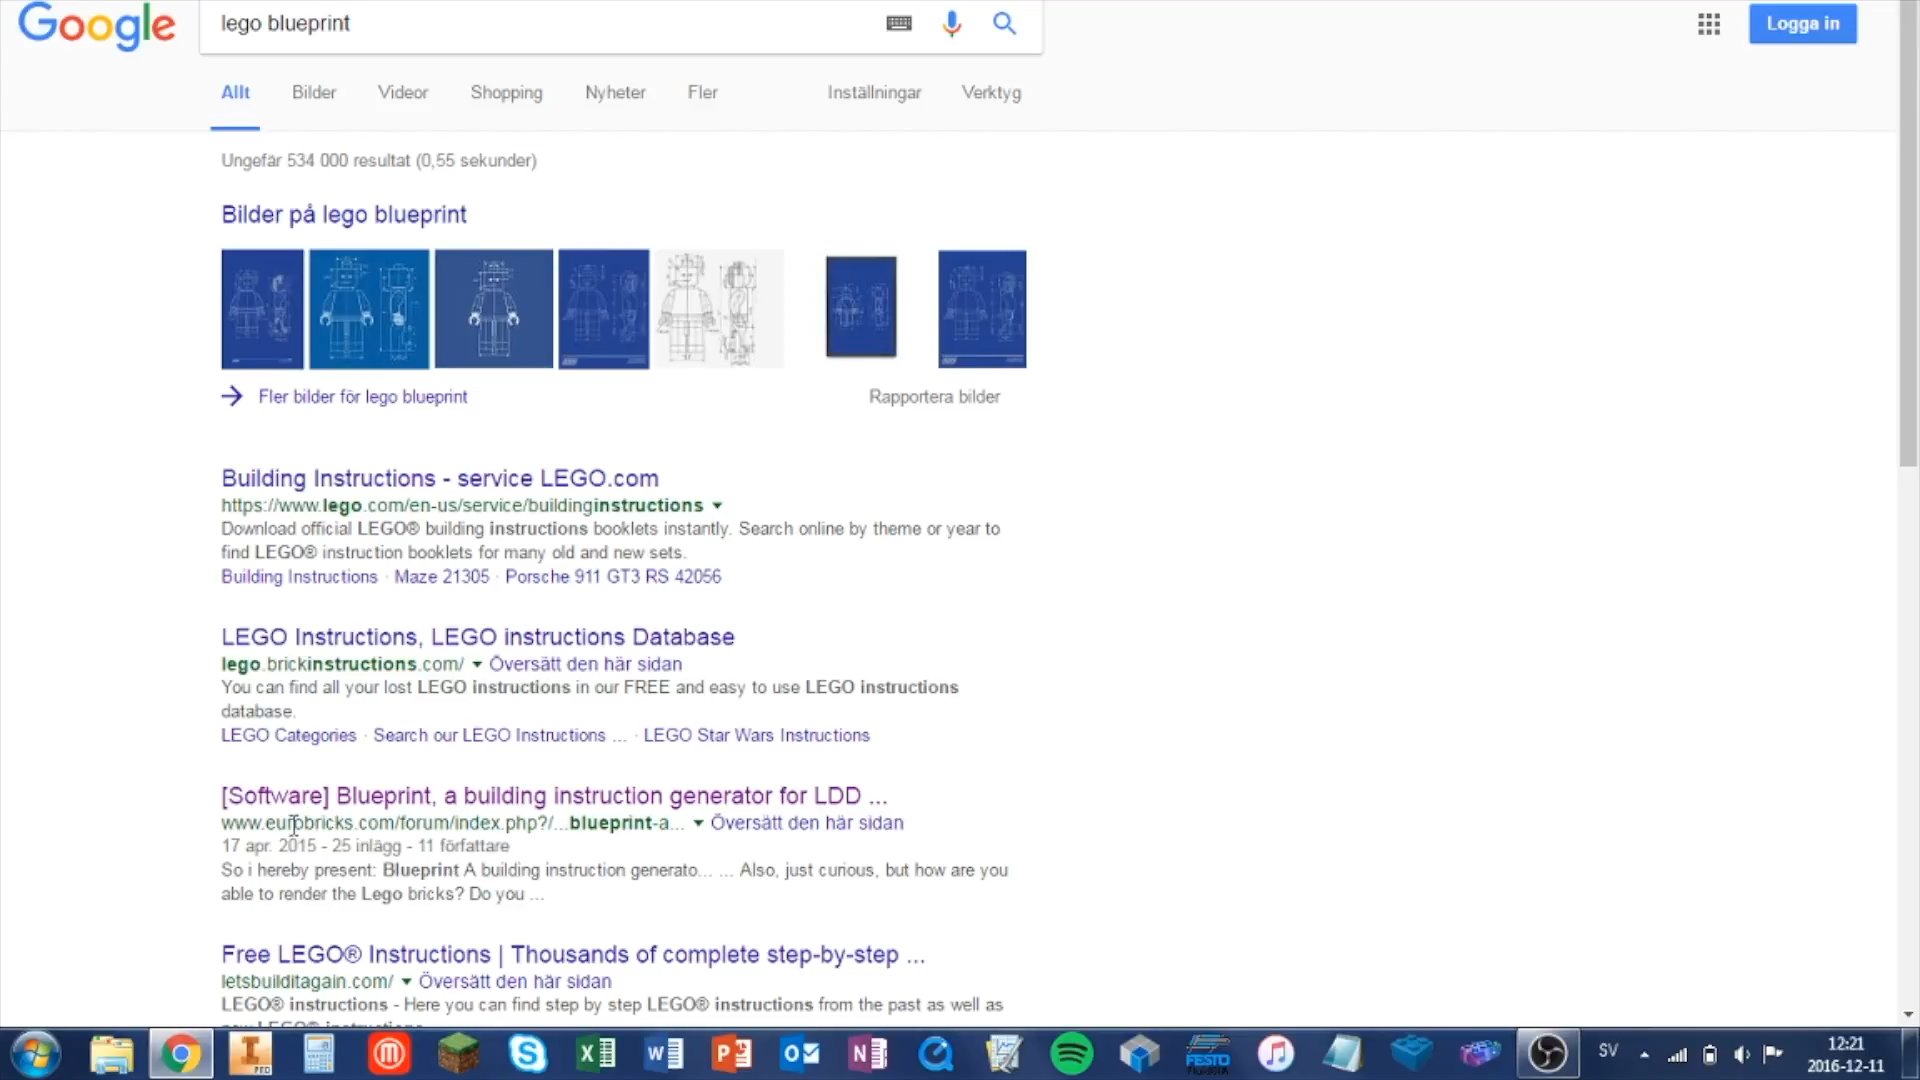 Google
lego blueprint
Logga in
Allt Bilder Videor Shopping Nyheter Fler Inställningar Verktyg
Ungefär 534 000 resultat (0,55 sekunder)
Bilder på lego blueprint
Fler bilder för lego blueprint
Rapportera bilder
Building Instructions - service LEGO.com
https://www.lego.com/en-us/service/buildinginstructions
Download official LEGO® building instructions booklets instantly. Search online by theme or year to
find LEGO® instruction booklets for many old and new sets.
Building Instructions · Maze 21305 · Porsche 911 GT3 RS 42056
LEGO Instructions, LEGO instructions Database
lego.brickinstructions.com/ Översätt den här sidan
You can find all your lost LEGO instructions in our FREE and easy to use LEGO instructions
database.
LEGO Categories · Search our LEGO Instructions ... · LEGO Star Wars Instructions
[Software] Blueprint, a building instruction generator for LDD ...
www.eurobricks.com/forum/index.php?/...blueprint-a... Översätt den här sidan
17 apr. 2015 - 25 inlägg - 11 författare
So i hereby present: Blueprint A building instruction generato... ... Also, just curious, but how are you
able to render the Lego bricks? Do you ...
Free LEGO® Instructions | Thousands of complete step-by-step ...
letsbuilditagain.com/ Översätt den här sidan
LEGO® instructions - Here you can find step by step LEGO® instructions from the past as well as
new LEGO® instructions
PRO
FESTO
SV
12:21
2016-12-11